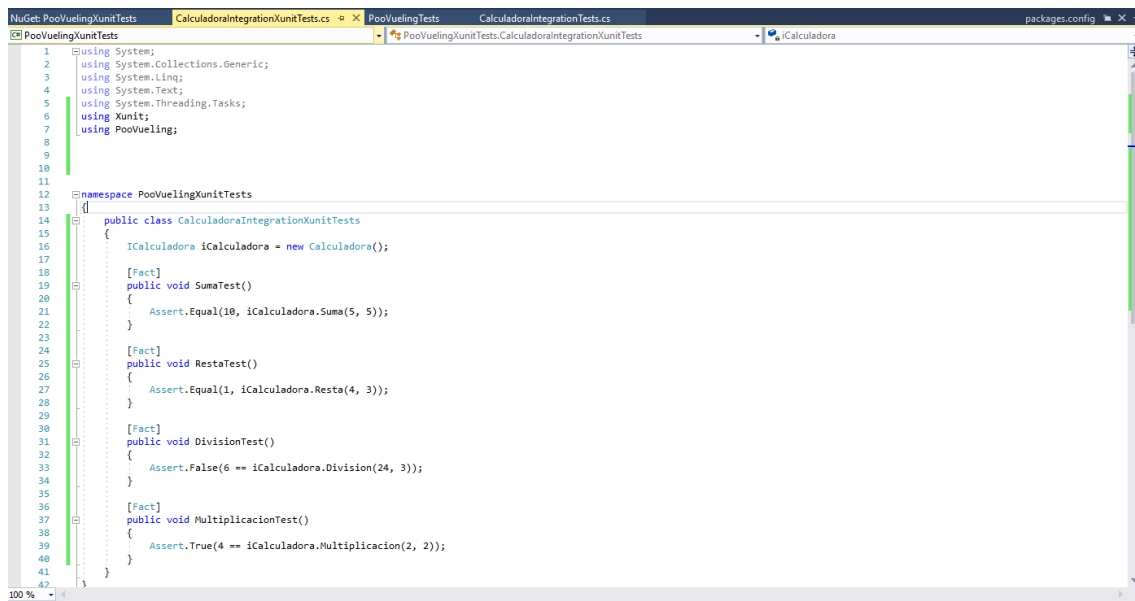 NuGet: PooVuelingXunitTests CalculadoraIntegrationXunitTests.cs PooVuelingTests CalculadoraIntegrationTests.cs packages.config
C# PooVuelingXunitTests PooVuelingXunitTests.CalculadoraIntegrationXunitTests iCalculadora
1 using System;
2 using System.Collections.Generic;
3 using System.Linq;
4 using System.Text;
5 using System.Threading.Tasks;
6 using Xunit;
7 using PooVueling;
8
9
10
11
12 namespace PooVuelingXunitTests
13 {
14 public class CalculadoraIntegrationXunitTests
15 {
16 ICalculadora iCalculadora = new Calculadora();
17
18 [Fact]
19 public void SumaTest()
20 {
21 Assert.Equal(10, iCalculadora.Suma(5, 5));
22 }
23
24 [Fact]
25 public void RestaTest()
26 {
27 Assert.Equal(1, iCalculadora.Resta(4, 3));
28 }
29
30 [Fact]
31 public void DivisionTest()
32 {
33 Assert.False(6 == iCalculadora.Division(24, 3));
34 }
35
36 [Fact]
37 public void MultiplicacionTest()
38 {
39 Assert.True(4 == iCalculadora.Multiplicacion(2, 2));
40 }
41 }
42 }
100 %